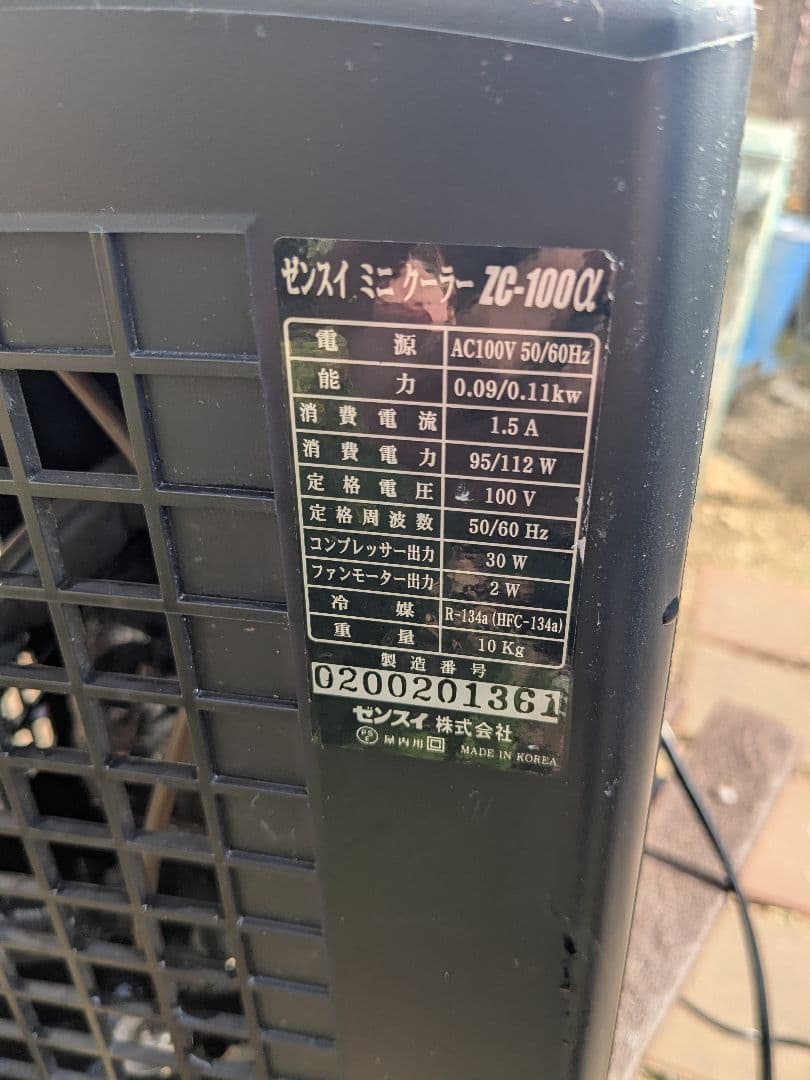 ゼンスイ ミニ クーラー ZC-100α
電源 AC100V 50/60Hz
能力 0.09/0.11kw
消費電流 1.5 A
消費電力 95/112 W
定格電圧 100 V
定格周波数 50/60 Hz
コンプレッサー出力 30 W
ファンモーター出力 2 W
冷媒 R-134a (HFC-134a)
重量 10 Kg
製造番号
0200201361
ゼンスイ 株式会社
PSE 屋内用 MADE IN KOREA